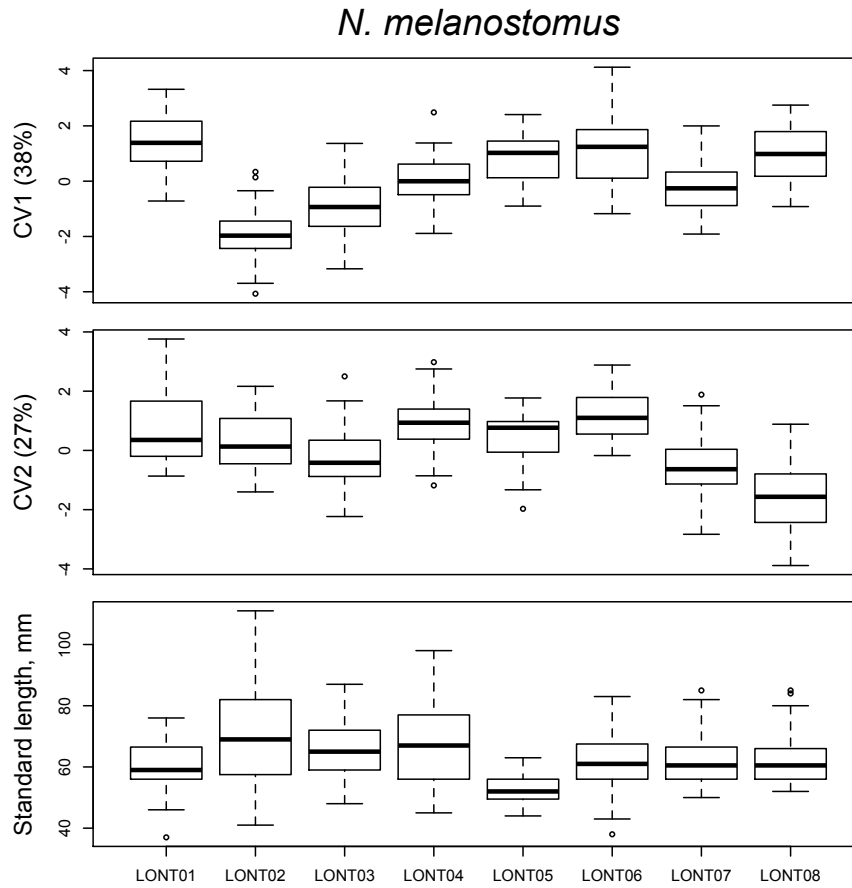 N. melanostomus
CV1 (38%)
4
2
0
-2
-4
CV2 (27%)
4
2
0
-2
-4
Standard length, mm
100
80
60
40
LONT01 LONT02 LONT03 LONT04 LONT05 LONT06 LONT07 LONT08